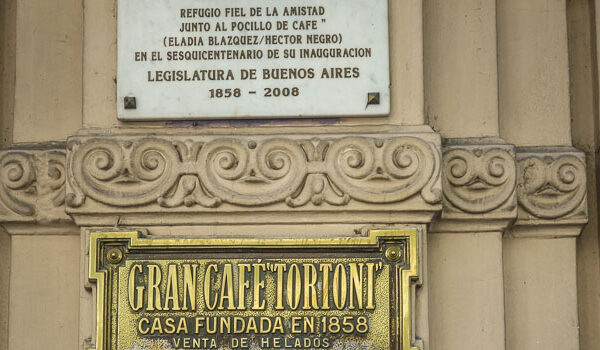 REFUGIO FIEL DE LA AMISTAD
JUNTO AL POCILLO DE CAFE "
(ELADIA BLAZQUEZ/HECTOR NEGRO)
EN EL SESQUICENTENARIO DE SU INAUGURACION
LEGISLATURA DE BUENOS AIRES
1858 - 2008
GRAN CAFÉ "TORTONI"
CASA FUNDADA EN 1858
VENTA DE HELADOS